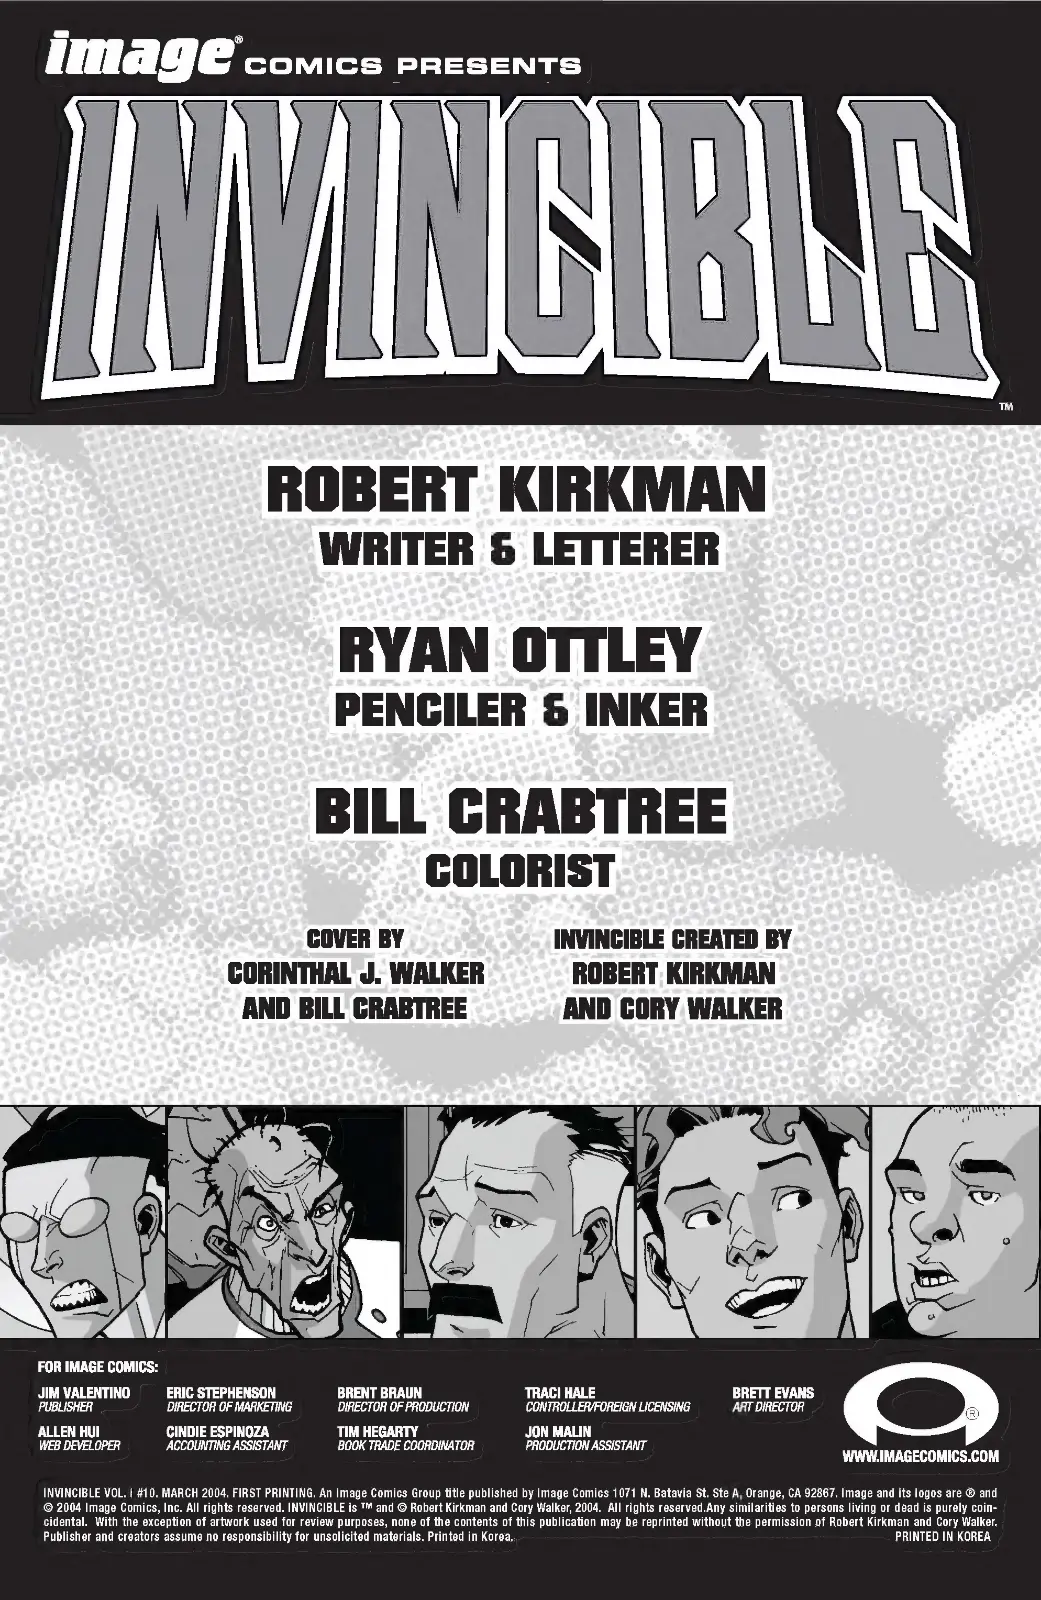 image® COMICS PRESENTS
INVINCIBLE
TM
ROBERT KIRKMAN
WRITER & LETTERER
RYAN OTTLEY
PENCILER & INKER
BILL CRABTREE
COLORIST
COVER BY
CORINTHAL J. WALKER
AND BILL CRABTREE
INVINCIBLE CREATED BY
ROBERT KIRKMAN
AND CORY WALKER
FOR IMAGE COMICS:
JIM VALENTINO
PUBLISHER
ERIC STEPHENSON
DIRECTOR OF MARKETING
BRENT BRAUN
DIRECTOR OF PRODUCTION
TRACI HALE
CONTROLLER/FOREIGN LICENSING
BRETT EVANS
ART DIRECTOR
ALLEN HUI
WEB DEVELOPER
CINDIE ESPINOZA
ACCOUNTING ASSISTANT
TIM HEGARTY
BOOK TRADE COORDINATOR
JON MALIN
PRODUCTION ASSISTANT
®
WWW.IMAGECOMICS.COM
INVINCIBLE VOL. I #10. MARCH 2004. FIRST PRINTING. An Image Comics Group title published by Image Comics 1071 N. Batavia St. Ste A, Orange, CA 92867. Image and its logos are ® and
© 2004 Image Comics, Inc. All rights reserved. INVINCIBLE is ™ and © Robert Kirkman and Cory Walker, 2004. All rights reserved.Any similarities to persons living or dead is purely coin-
cidental. With the exception of artwork used for review purposes, none of the contents of this publication may be reprinted without the permission of Robert Kirkman and Cory Walker.
Publisher and creators assume no responsibility for unsolicited materials. Printed in Korea. PRINTED IN KOREA